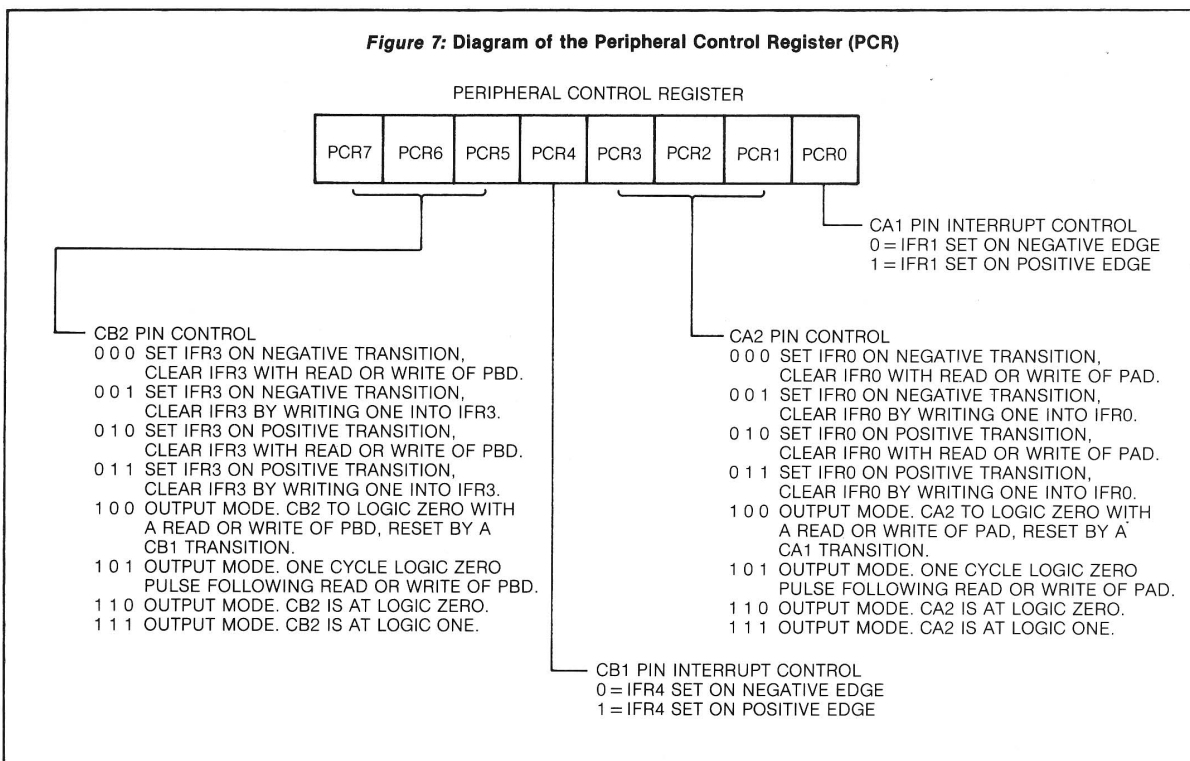 Figure 7: Diagram of the Peripheral Control Register (PCR)
PERIPHERAL CONTROL REGISTER
PCR7 PCR6 PCR5 PCR4 PCR3 PCR2 PCR1 PCR0
CA1 PIN INTERRUPT CONTROL
0 = IFR1 SET ON NEGATIVE EDGE
1 = IFR1 SET ON POSITIVE EDGE
CB2 PIN CONTROL
0 0 0 SET IFR3 ON NEGATIVE TRANSITION,
CLEAR IFR3 WITH READ OR WRITE OF PBD.
0 0 1 SET IFR3 ON NEGATIVE TRANSITION,
CLEAR IFR3 BY WRITING ONE INTO IFR3.
0 1 0 SET IFR3 ON POSITIVE TRANSITION,
CLEAR IFR3 WITH READ OR WRITE OF PBD.
0 1 1 SET IFR3 ON POSITIVE TRANSITION,
CLEAR IFR3 BY WRITING ONE INTO IFR3.
1 0 0 OUTPUT MODE. CB2 TO LOGIC ZERO WITH
A READ OR WRITE OF PBD, RESET BY A
CB1 TRANSITION.
1 0 1 OUTPUT MODE. ONE CYCLE LOGIC ZERO
PULSE FOLLOWING READ OR WRITE OF PBD.
1 1 0 OUTPUT MODE. CB2 IS AT LOGIC ZERO.
1 1 1 OUTPUT MODE. CB2 IS AT LOGIC ONE.
CA2 PIN CONTROL
0 0 0 SET IFR0 ON NEGATIVE TRANSITION,
CLEAR IFR0 WITH READ OR WRITE OF PAD.
0 0 1 SET IFR0 ON NEGATIVE TRANSITION,
CLEAR IFR0 BY WRITING ONE INTO IFR0.
0 1 0 SET IFR0 ON POSITIVE TRANSITION,
CLEAR IFR0 WITH READ OR WRITE OF PAD.
0 1 1 SET IFR0 ON POSITIVE TRANSITION,
CLEAR IFR0 BY WRITING ONE INTO IFR0.
1 0 0 OUTPUT MODE. CA2 TO LOGIC ZERO WITH
A READ OR WRITE OF PAD, RESET BY A
CA1 TRANSITION.
1 0 1 OUTPUT MODE. ONE CYCLE LOGIC ZERO
PULSE FOLLOWING READ OR WRITE OF PAD.
1 1 0 OUTPUT MODE. CA2 IS AT LOGIC ZERO.
1 1 1 OUTPUT MODE. CA2 IS AT LOGIC ONE.
CB1 PIN INTERRUPT CONTROL
0 = IFR4 SET ON NEGATIVE EDGE
1 = IFR4 SET ON POSITIVE EDGE